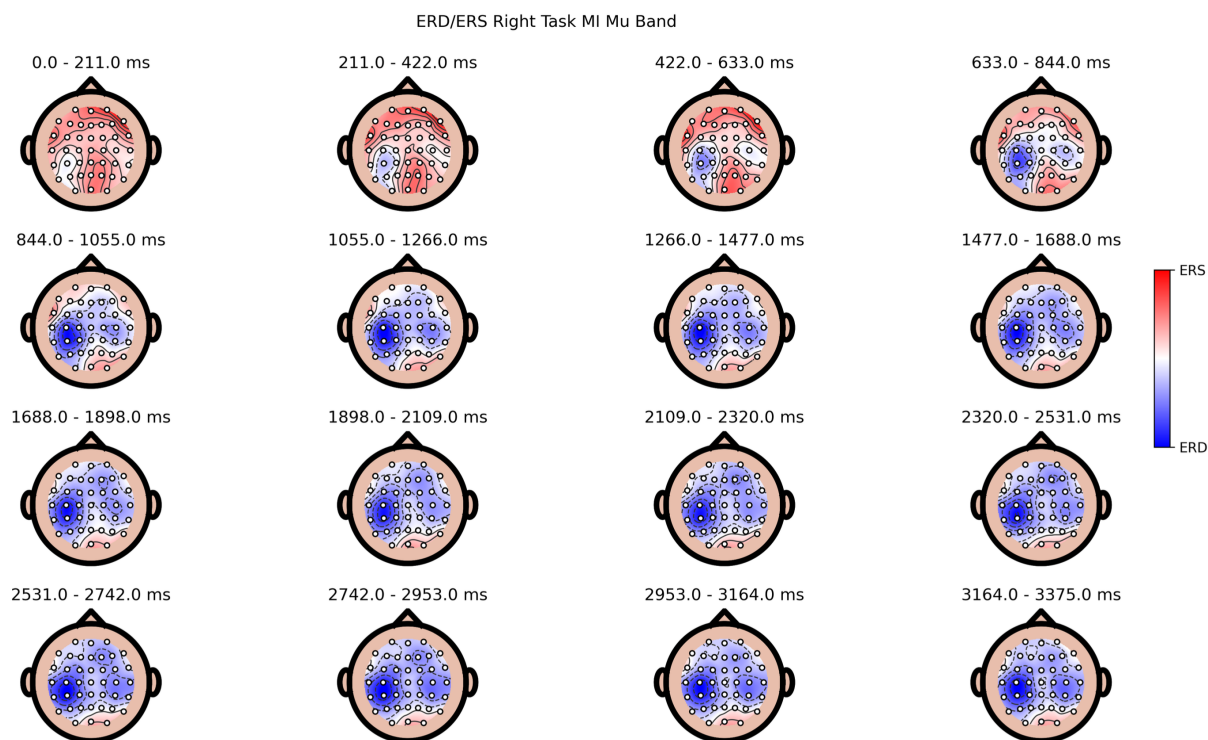 ERD/ERS Right Task MI Mu Band
0.0 - 211.0 ms
211.0 - 422.0 ms
422.0 - 633.0 ms
633.0 - 844.0 ms
844.0 - 1055.0 ms
1055.0 - 1266.0 ms
1266.0 - 1477.0 ms
1477.0 - 1688.0 ms
ERS
ERD
1688.0 - 1898.0 ms
1898.0 - 2109.0 ms
2109.0 - 2320.0 ms
2320.0 - 2531.0 ms
2531.0 - 2742.0 ms
2742.0 - 2953.0 ms
2953.0 - 3164.0 ms
3164.0 - 3375.0 ms